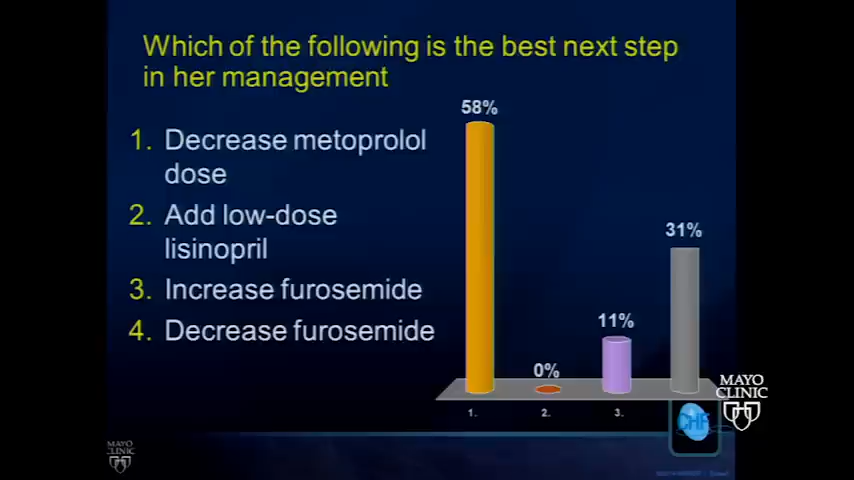 Which of the following is the best next step
in her management
1. Decrease metoprolol
dose
2. Add low-dose
lisinopril
3. Increase furosemide
4. Decrease furosemide
58%
0%
11%
31%
1.
2.
3.
MAYO
CLINIC
CHF
MAYO
CLINIC